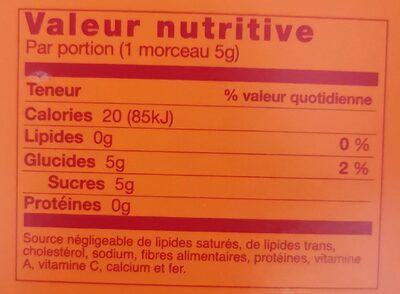 Valeur nutritive
Par portion (1 morceau 5g)
Teneur % valeur quotidienne
Calories 20 (85kJ)
Lipides 0g 0 %
Glucides 5g 2 %
Sucres 5g
Protéines 0g
Source négligeable de lipides saturés, de lipides trans,
cholestérol, sodium, fibres alimentaires, protéines, vitamine
A, vitamine C, calcium et fer.